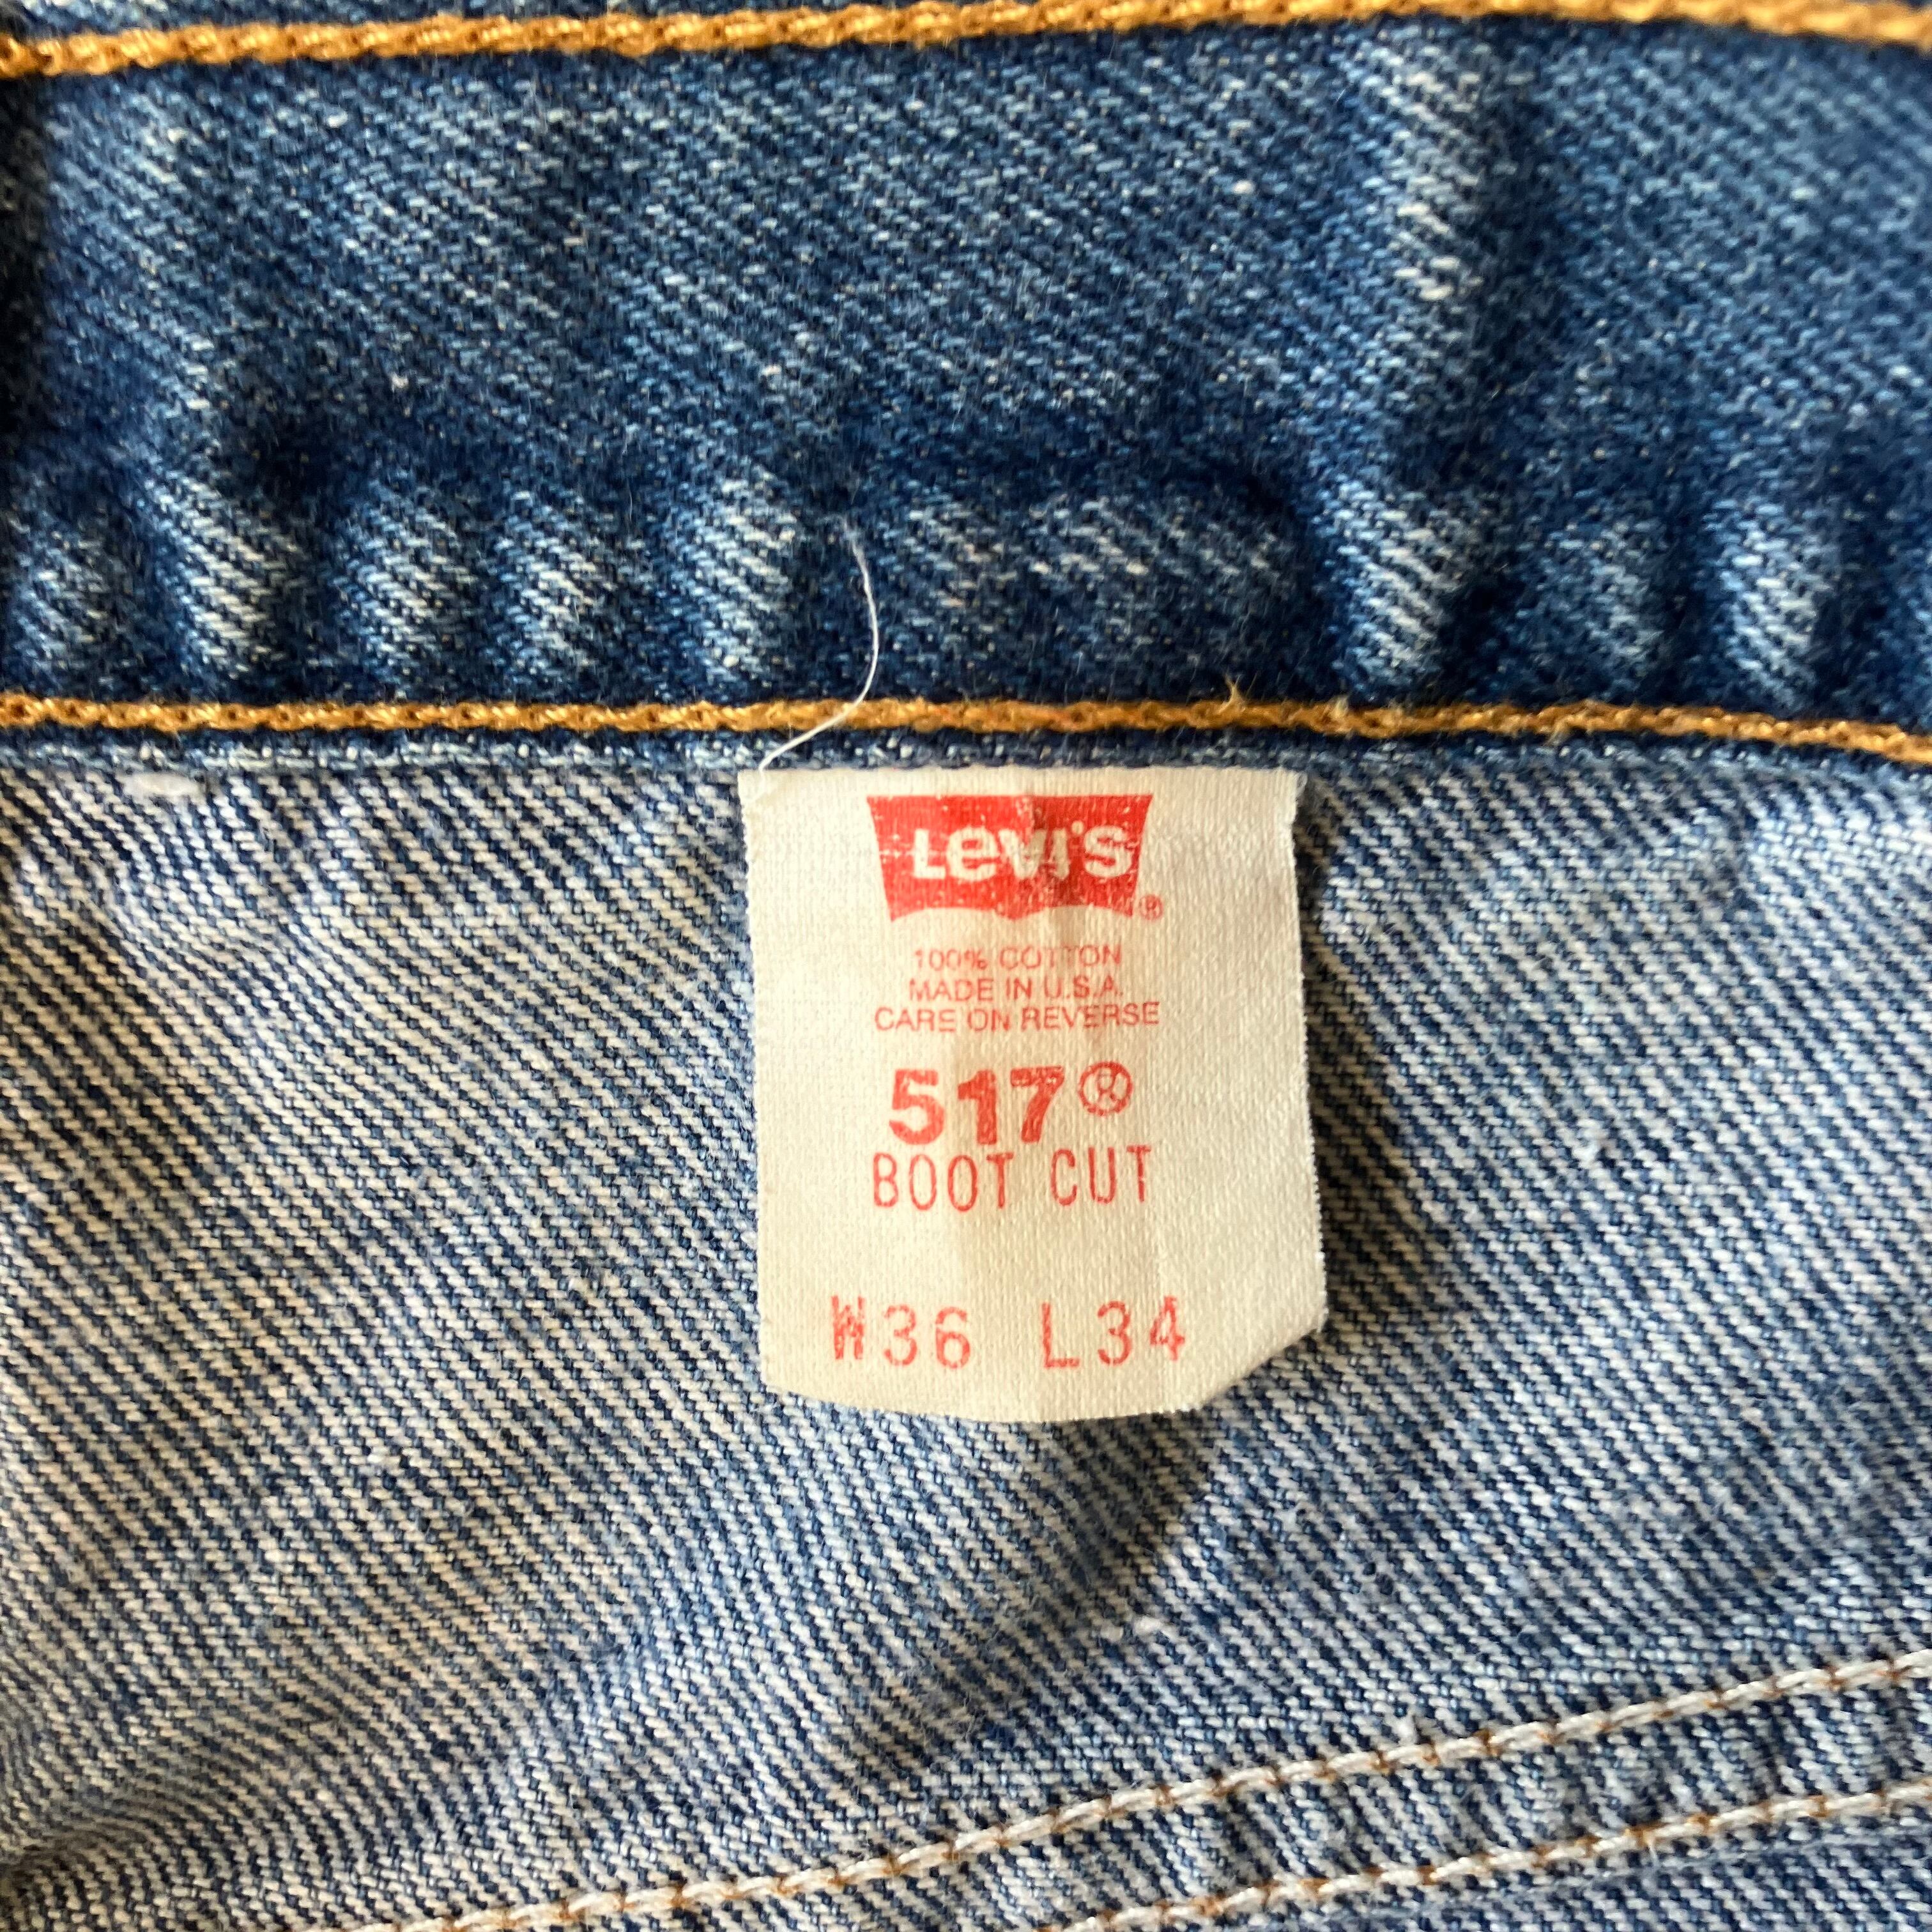 Levi's ®
100% COTTON
MADE IN U.S.A.
CARE ON REVERSE
517®
BOOT CUT
W36 L34